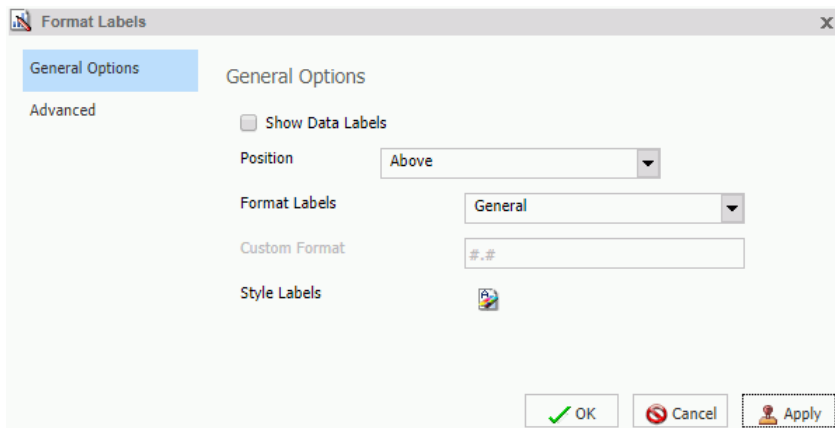 Format Labels
x
General Options
Advanced
General Options
Show Data Labels
Position Above
Format Labels General
Custom Format #.#
Style Labels
OK Cancel Apply